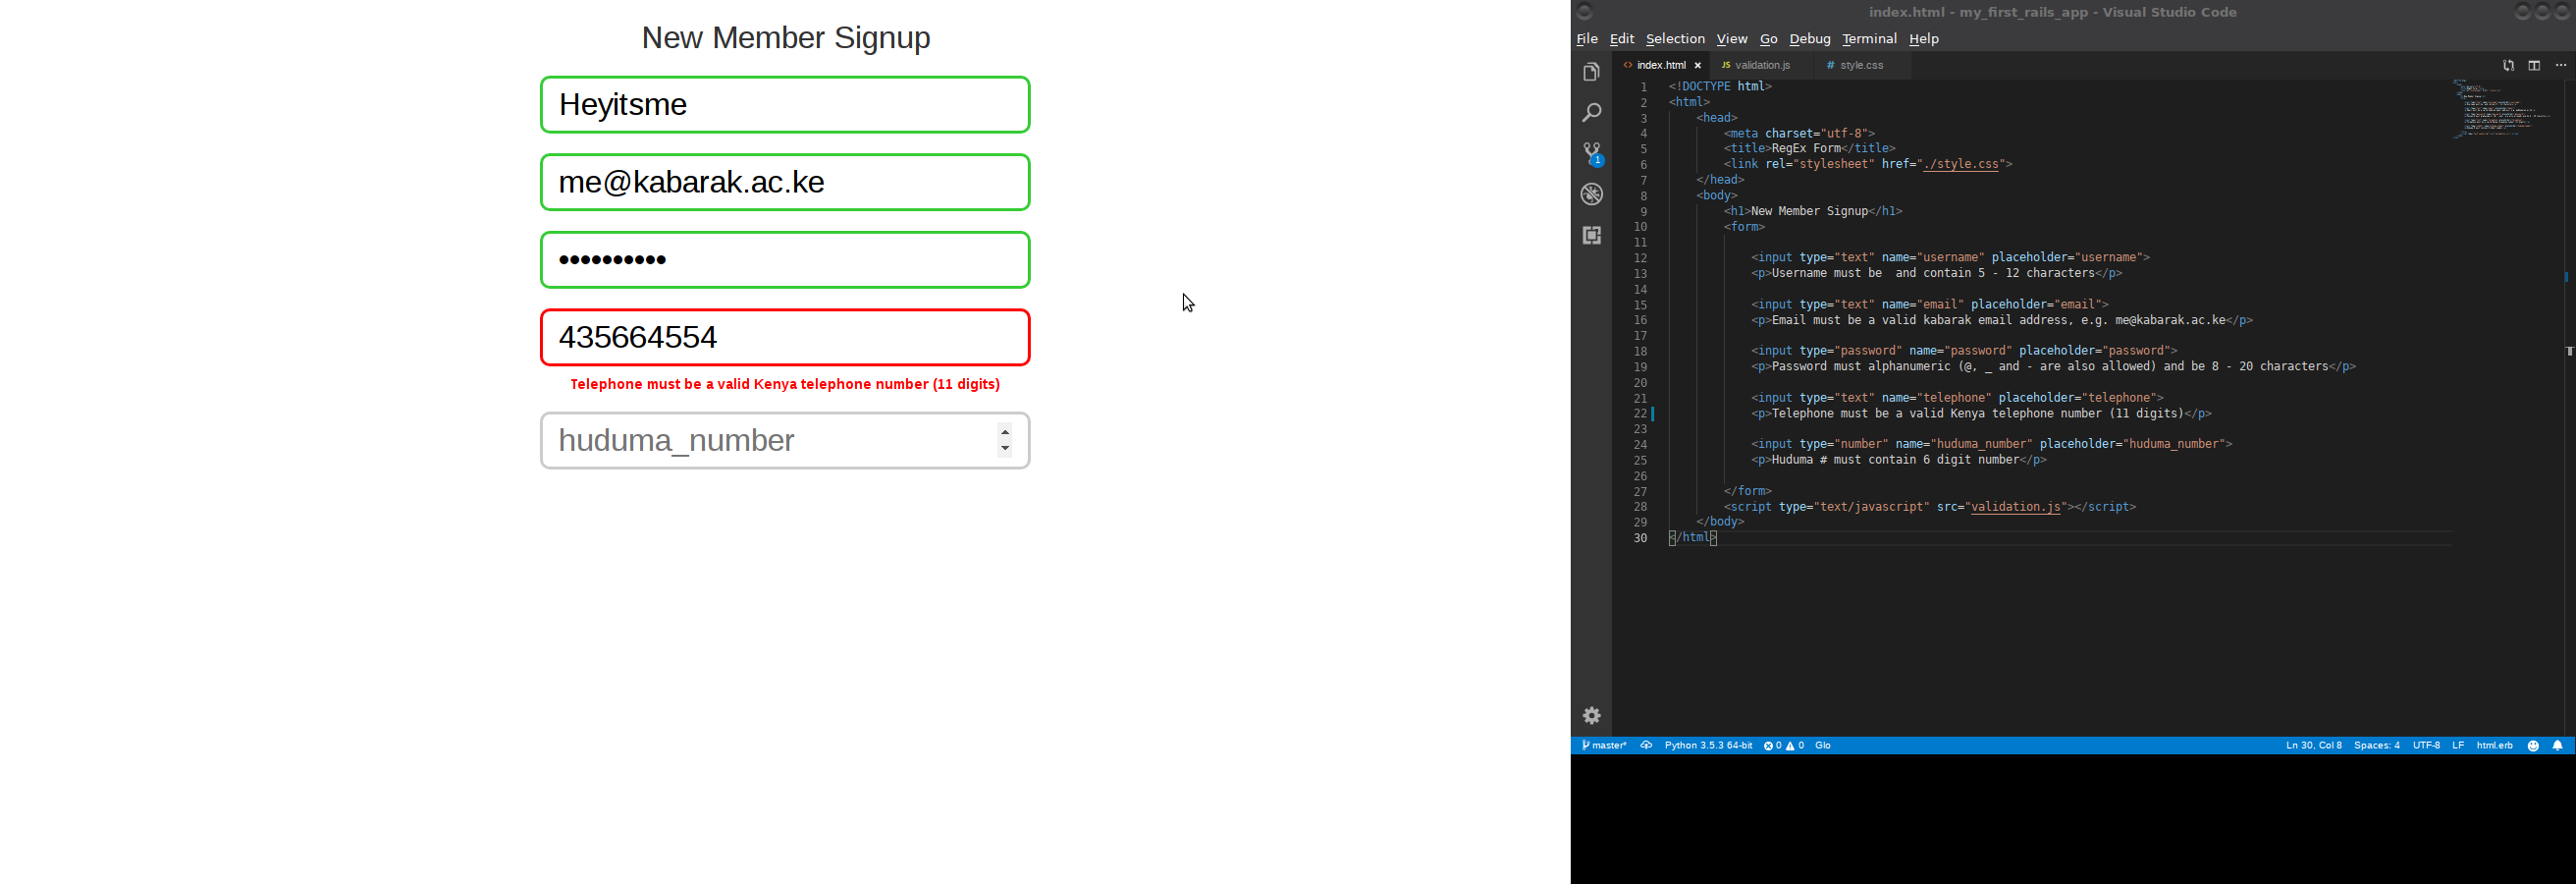 New Member Signup
Heyitsme
me@kabarak.ac.ke
••••••••••
435664554
Telephone must be a valid Kenya telephone number (11 digits)
huduma_number
index.html - my_first_rails_app - Visual Studio Code
File Edit Selection View Go Debug Terminal Help
<> index.html × JS validation.js # style.css ...
1 <!DOCTYPE html>
2 <html>
3 <head>
4 <meta charset="utf-8">
5 <title>RegEx Form</title>
6 <link rel="stylesheet" href="./style.css">
7 </head>
8 <body>
9 <h1>New Member Signup</h1>
10 <form>
11
12 <input type="text" name="username" placeholder="username">
13 <p>Username must be  and contain 5 - 12 characters</p>
14
15 <input type="text" name="email" placeholder="email">
16 <p>Email must be a valid kabarak email address, e.g. me@kabarak.ac.ke</p>
17
18 <input type="password" name="password" placeholder="password">
19 <p>Password must alphanumeric (@, _ and - are also allowed) and be 8 - 20 characters</p>
20
21 <input type="text" name="telephone" placeholder="telephone">
22 <p>Telephone must be a valid Kenya telephone number (11 digits)</p>
23
24 <input type="number" name="huduma_number" placeholder="huduma_number">
25 <p>Huduma # must contain 6 digit number</p>
26
27 </form>
28 <script type="text/javascript" src="validation.js"></script>
29 </body>
30 </html>
1
master* Python 3.5.3 64-bit 0 0 Glo Ln 30, Col 8 Spaces: 4 UTF-8 LF html.erb